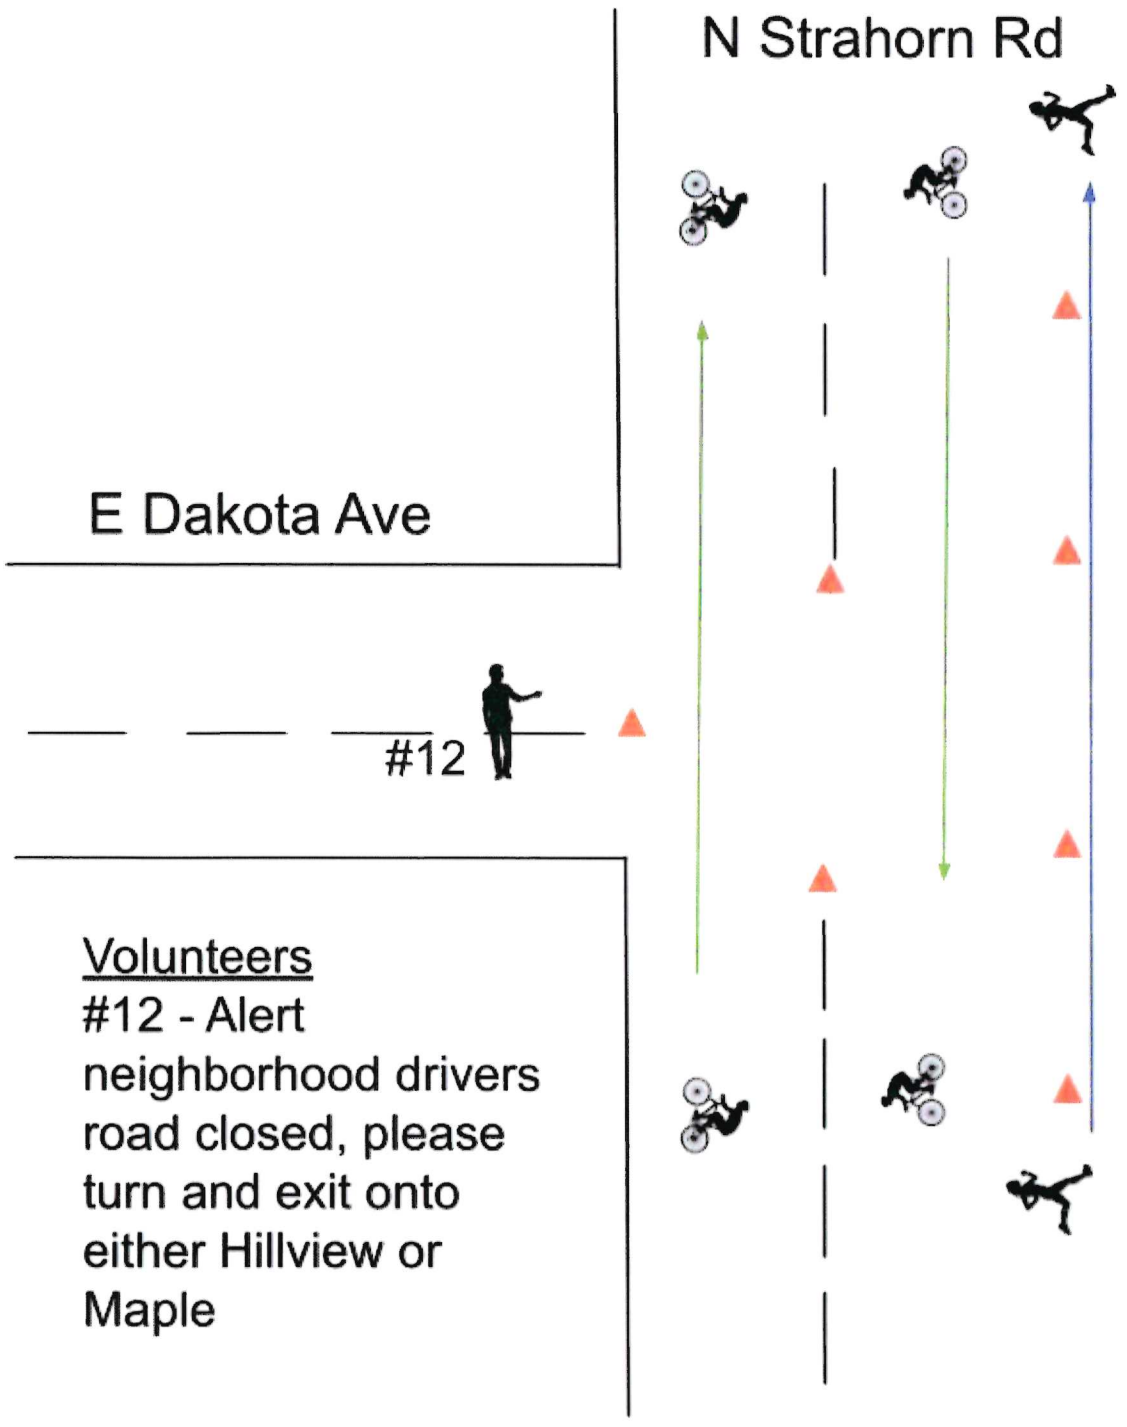 N Strahorn Rd
E Dakota Ave
#12
Volunteers
#12 - Alert
neighborhood drivers
road closed, please
turn and exit onto
either Hillview or
Maple